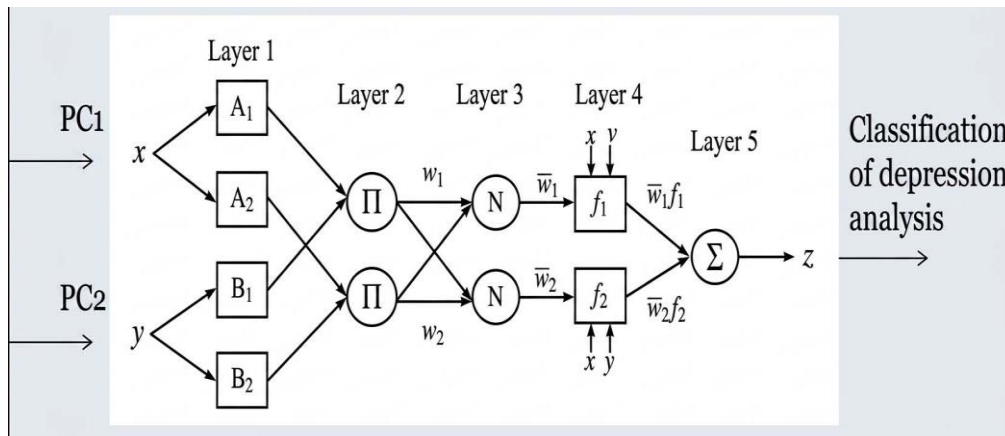 Layer 1
Layer 2
Layer 3
Layer 4
Layer 5
PC1
PC2
x
y
A₁
A₂
B₁
B₂
Π
Π
w₁
w₂
N
N
w̅₁
w̅₂
x v
f₁
f₂
x y
w̅₁f₁
w̅₂f₂
Σ
z
Classification
of depression
analysis